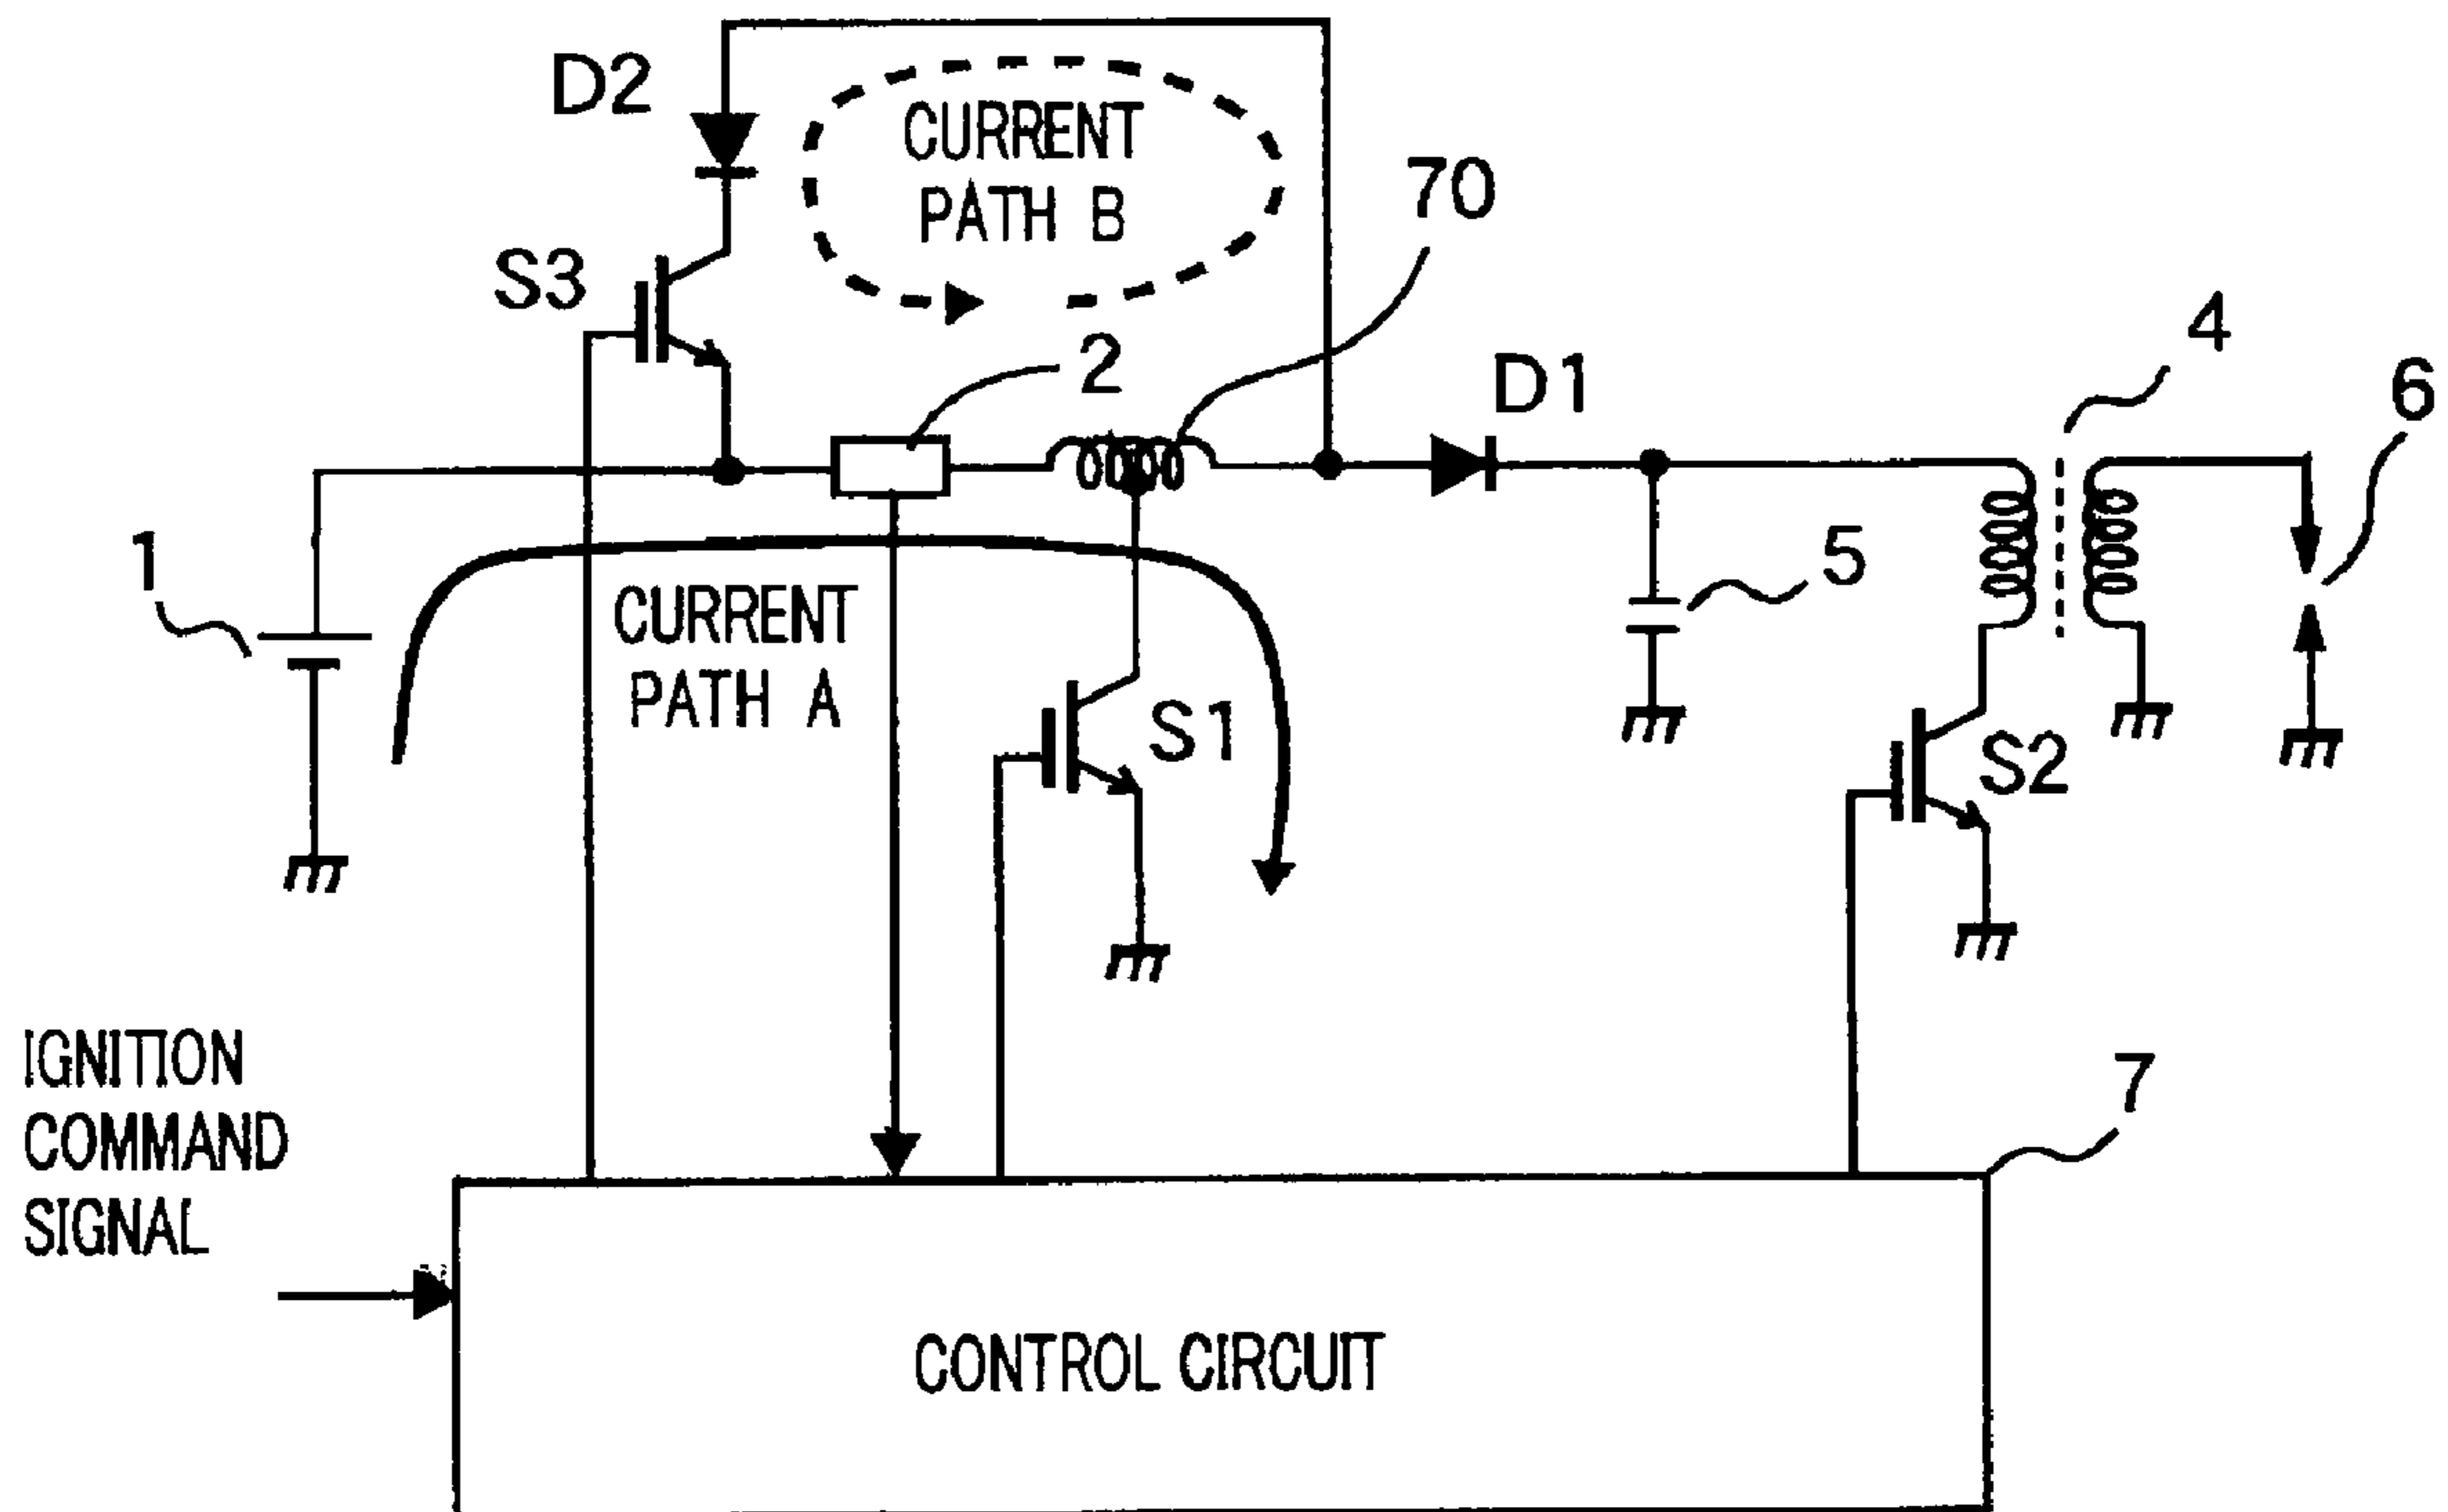 D2
CURRENT
PATH B
70
S3
2
4
D1
6
1
5
CURRENT
PATH A
S1
S2
IGNITION
COMMAND
SIGNAL
7
CONTROL CIRCUIT